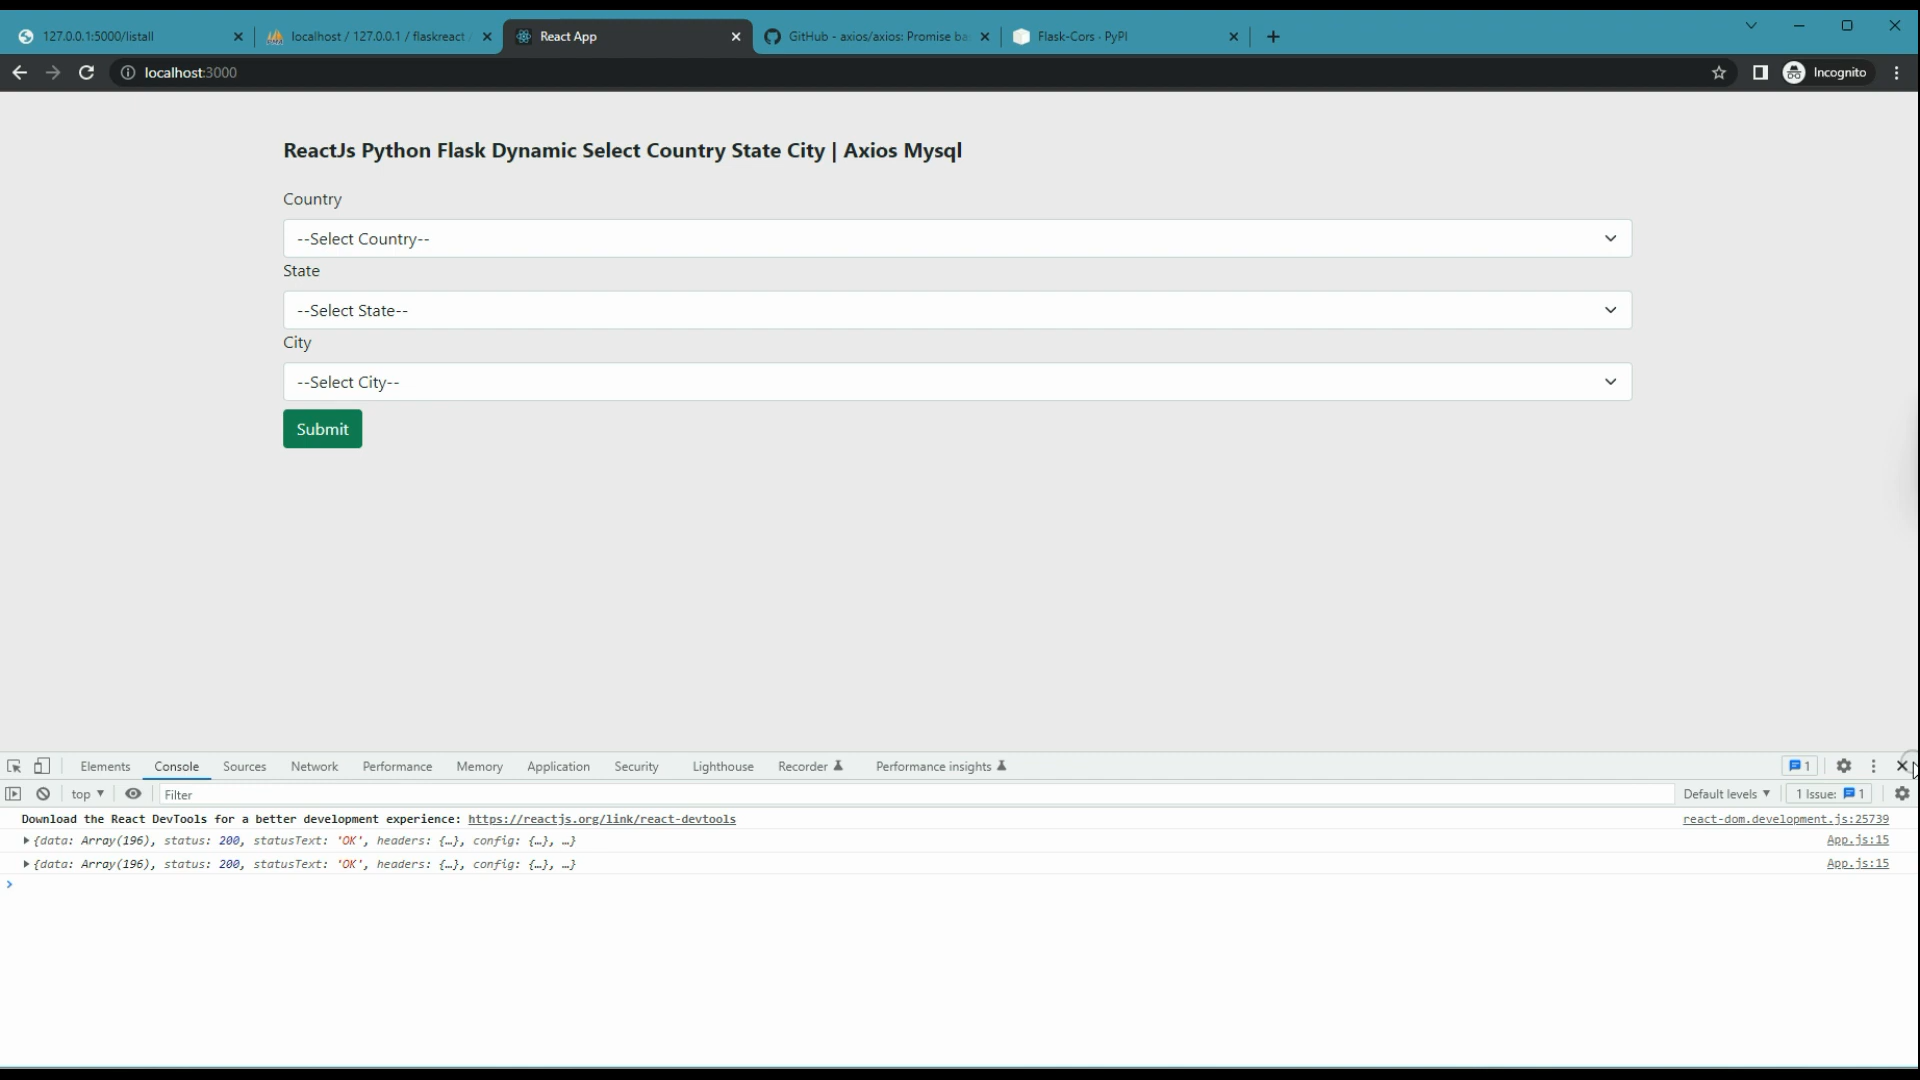 127.0.0.1:5000/listall
localhost / 127.0.0.1 / flaskreact
React App
GitHub - axios/axios: Promise ba
Flask-Cors · PyPI
localhost:3000
Incognito
ReactJs Python Flask Dynamic Select Country State City | Axios Mysql
Country
--Select Country--
State
--Select State--
City
--Select City--
Submit
Elements Console Sources Network Performance Memory Application Security Lighthouse Recorder Performance insights 1
top Filter Default levels 1 Issue: 1
Download the React DevTools for a better development experience: https://reactjs.org/link/react-devtools react-dom.development.js:25739
{data: Array(196), status: 200, statusText: 'OK', headers: {…}, config: {…}, …} App.js:15
{data: Array(196), status: 200, statusText: 'OK', headers: {…}, config: {…}, …} App.js:15